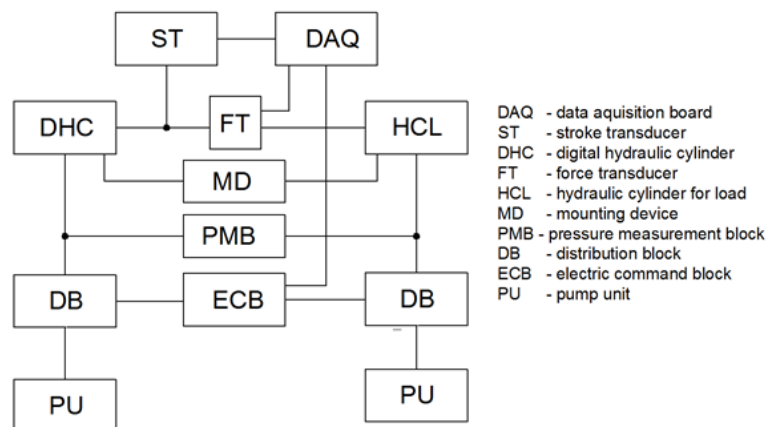 ST
DAQ
DHC
FT
HCL
MD
PMB
DB
ECB
DB
PU
PU
DAQ - data aquisition board
ST - stroke transducer
DHC - digital hydraulic cylinder
FT - force transducer
HCL - hydraulic cylinder for load
MD - mounting device
PMB - pressure measurement block
DB - distribution block
ECB - electric command block
PU - pump unit